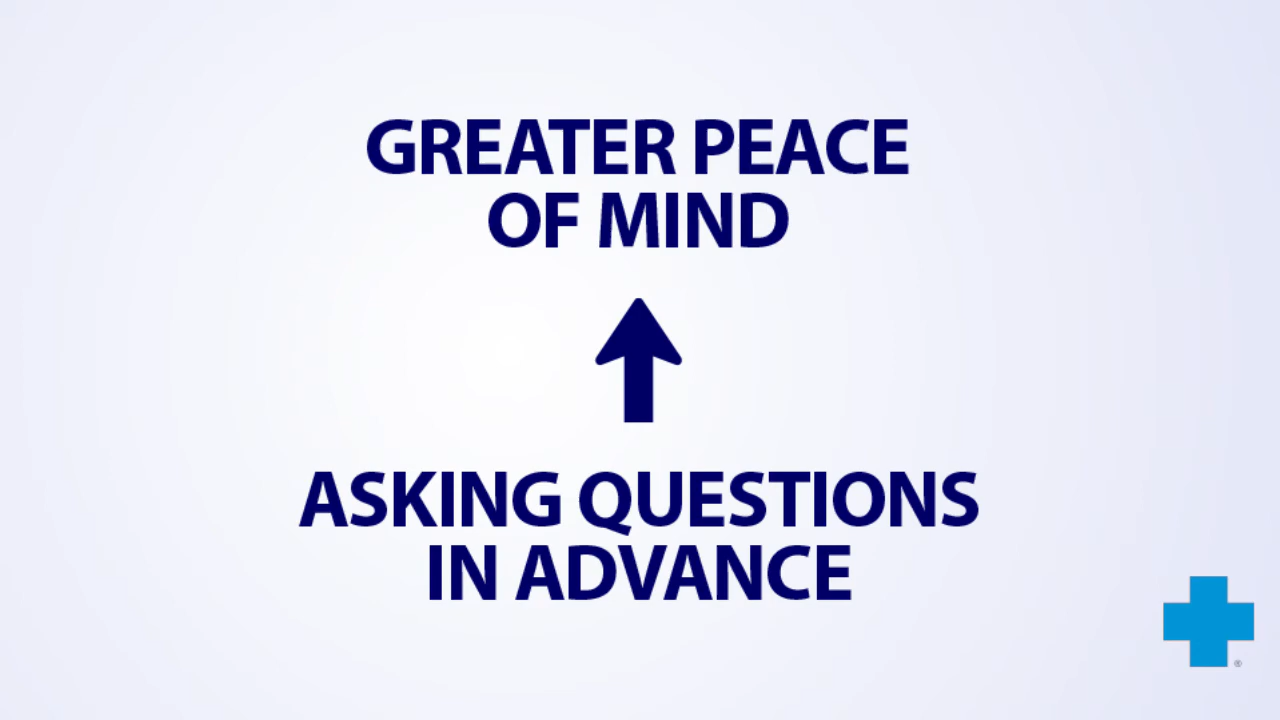 GREATER PEACE
OF MIND
ASKING QUESTIONS
IN ADVANCE
®